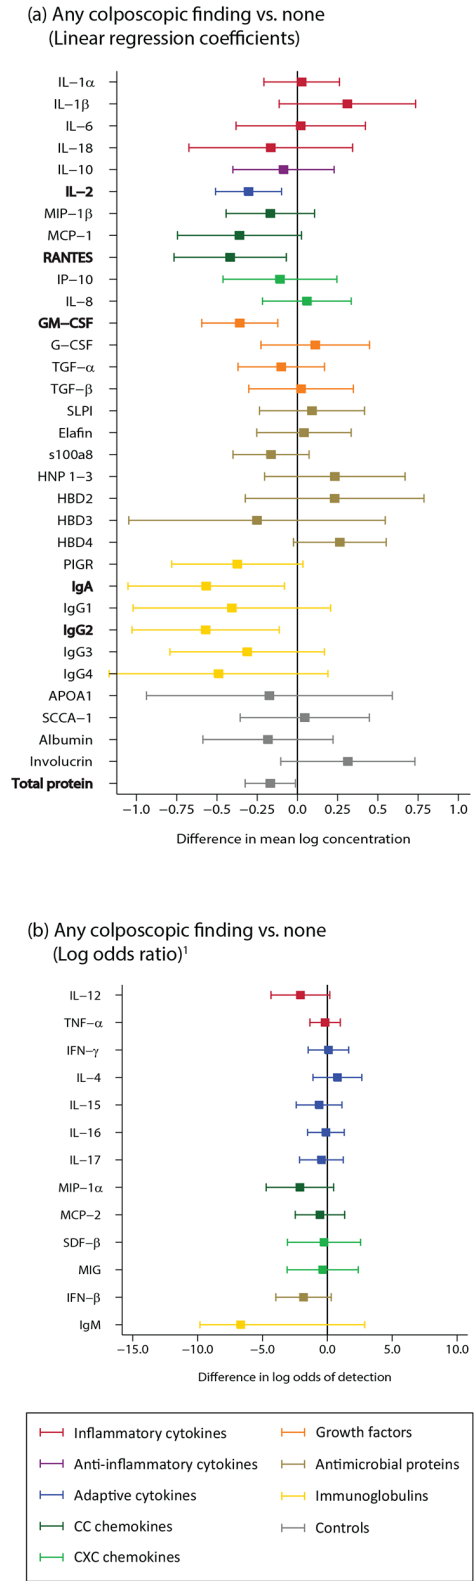 (a) Any colposcopic finding vs. none
(Linear regression coefficients)
IL−1α
IL−1β
IL−6
IL−18
IL−10
IL−2
MIP−1β
MCP−1
RANTES
IP−10
IL−8
GM−CSF
G−CSF
TGF−α
TGF−β
SLPI
Elafin
s100a8
HNP 1−3
HBD2
HBD3
HBD4
PIGR
IgA
IgG1
IgG2
IgG3
IgG4
APOA1
SCCA−1
Albumin
Involucrin
Total protein
−1.0 −0.75 −0.5 −0.25 0.0 0.25 0.5 0.75 1.0
Difference in mean log concentration
(b) Any colposcopic finding vs. none
(Log odds ratio)¹
IL−12
TNF−α
IFN−γ
IL−4
IL−15
IL−16
IL−17
MIP−1α
MCP−2
SDF−β
MIG
IFN−β
IgM
−15.0 −10.0 −5.0 0.0 5.0 10.0
Difference in log odds of detection
Inflammatory cytokines
Anti-inflammatory cytokines
Adaptive cytokines
CC chemokines
CXC chemokines
Growth factors
Antimicrobial proteins
Immunoglobulins
Controls